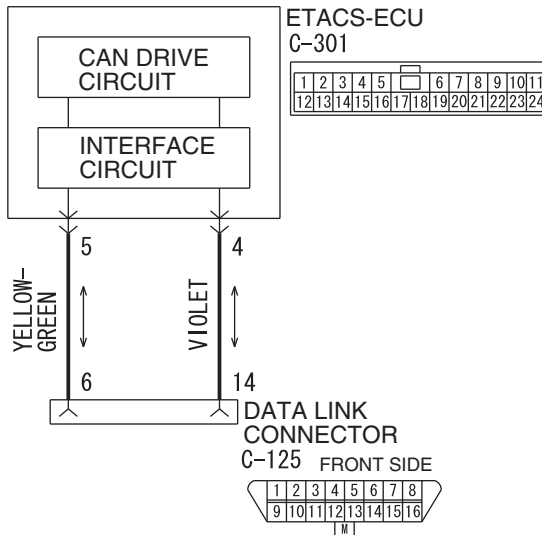 ETACS-ECU
C-301
CAN DRIVE
CIRCUIT
1 2 3 4 5 6 7 8 9 10 11
12 13 14 15 16 17 18 19 20 21 22 23 24
INTERFACE
CIRCUIT
5 4
YELLOW-
GREEN
VIOLET
6 14
DATA LINK
CONNECTOR
C-125 FRONT SIDE
1 2 3 4 5 6 7 8
9 10 11 12 13 14 15 16
M